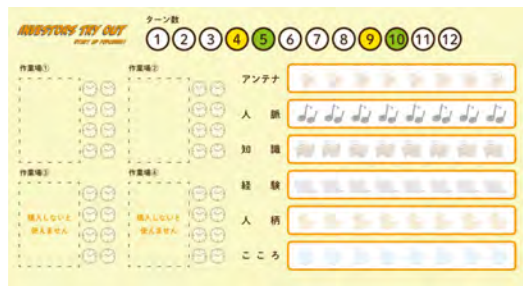 INVESTORS TRY OUT
ターン数
1 2 3 4 5 6 7 8 9 10 11 12
作業場①
作業場②
作業場③
購入しないと
使えません
作業場④
購入しないと
使えません
アンテナ
人脈
知識
経験
人柄
こころ